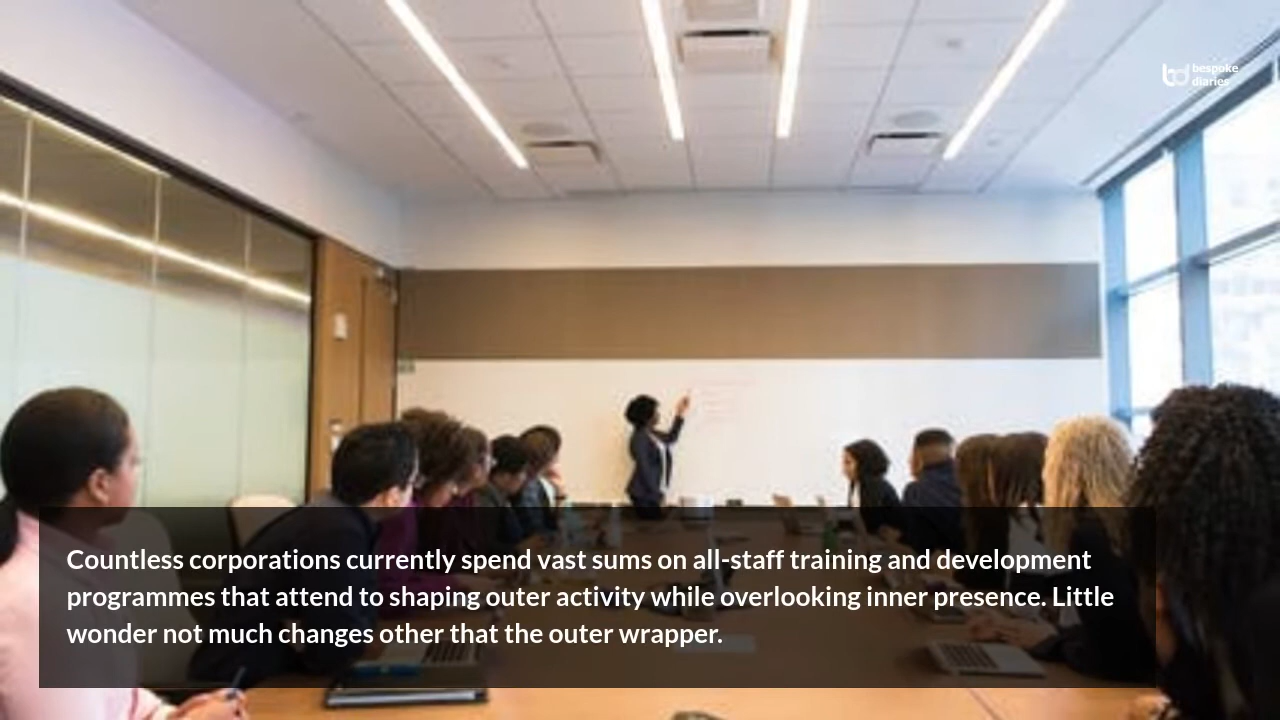 bespoke
diaries
Countless corporations currently spend vast sums on all-staff training and development
programmes that attend to shaping outer activity while overlooking inner presence. Little
wonder not much changes other that the outer wrapper.